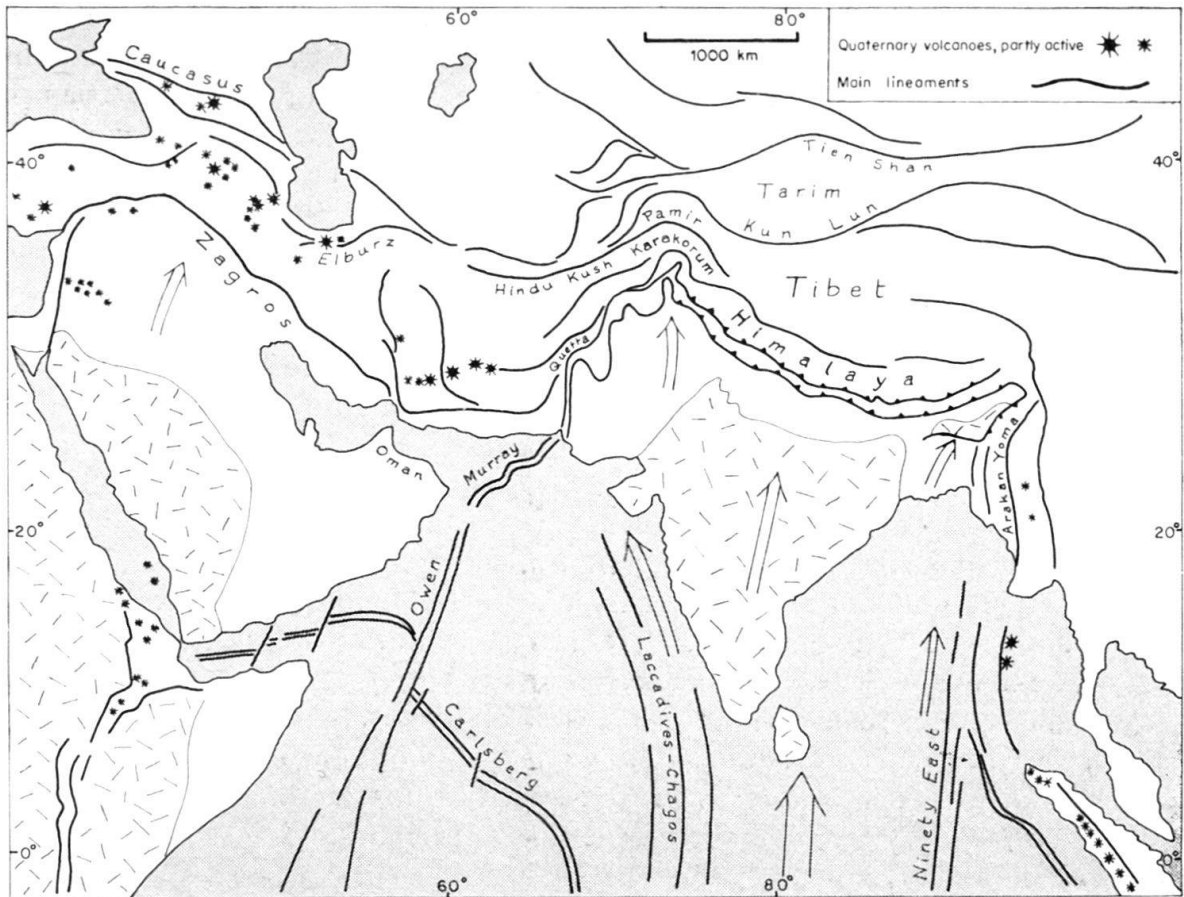 60°
80°
1000 km
Quaternary volcanoes, partly active
Main lineaments
Caucasus
40°
40°
Tien Shan
Tarim
Pamir
Kun Lun
Elburz
Zagros
Hindu Kush
Karakorum
Tibet
Himalaya
Quetta
Oman
Murray
Arakan Yoma
20°
20°
Owen
Laccadives-Chagos
Carlsberg
Ninety East
0°
0°
60°
80°